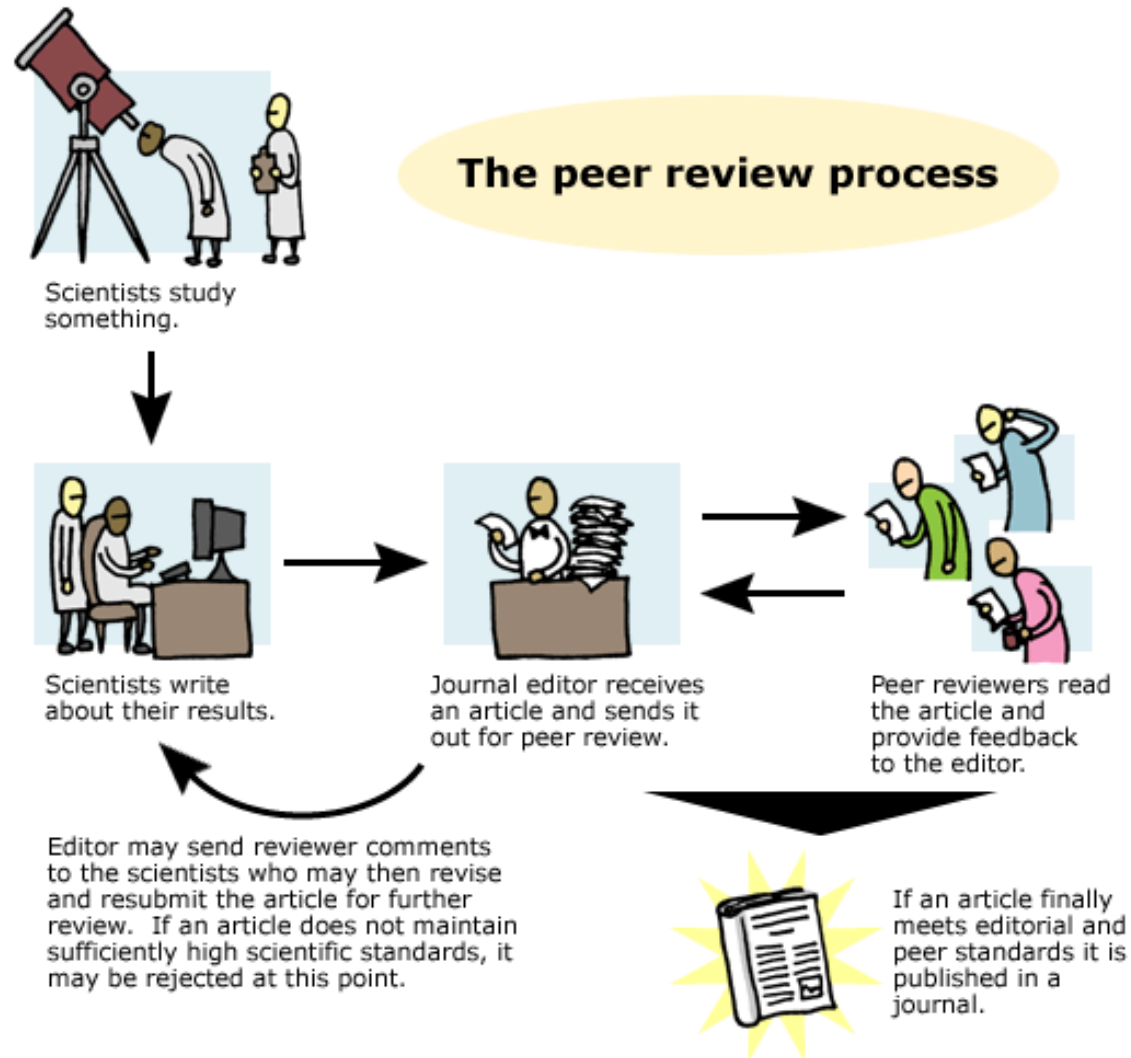 The peer review process
Scientists study
something.
Scientists write
about their results.
Journal editor receives
an article and sends it
out for peer review.
Peer reviewers read
the article and
provide feedback
to the editor.
Editor may send reviewer comments
to the scientists who may then revise
and resubmit the article for further
review.  If an article does not maintain
sufficiently high scientific standards, it
may be rejected at this point.
If an article finally
meets editorial and
peer standards it is
published in a
journal.